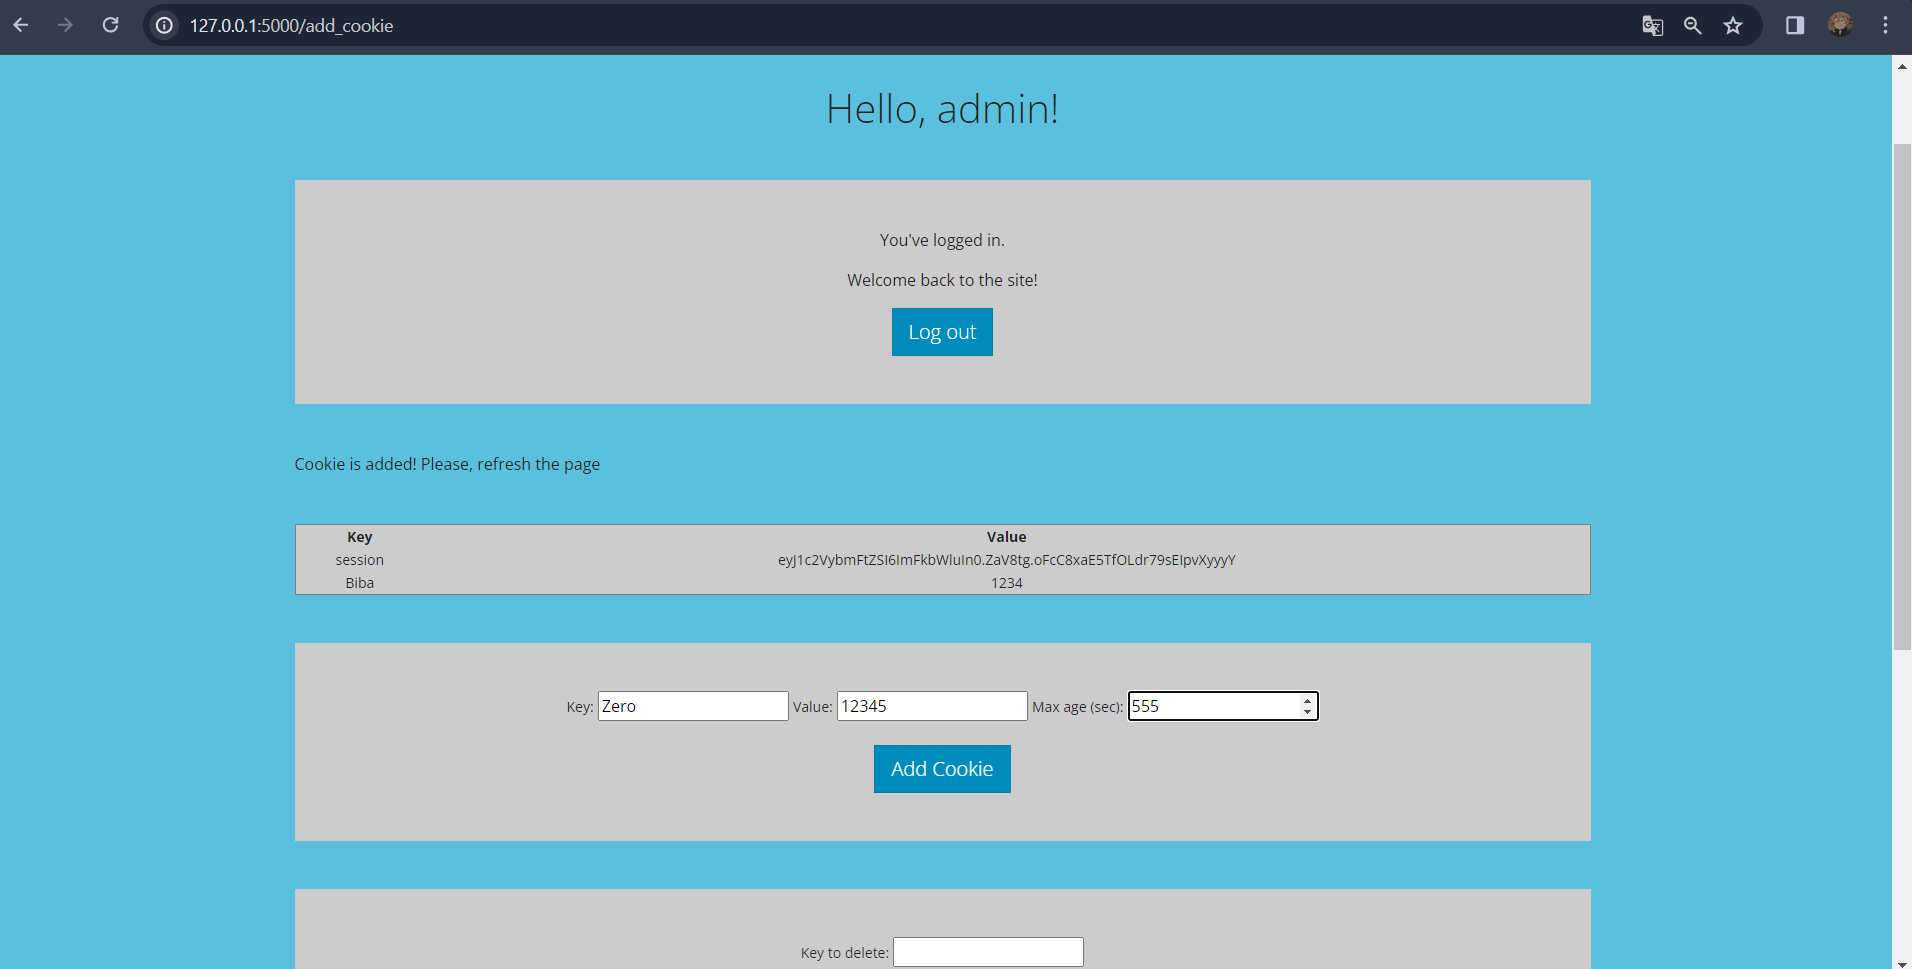 127.0.0.1:5000/add_cookie
Hello, admin!
You've logged in.
Welcome back to the site!
Log out
Cookie is added! Please, refresh the page
Key Value
session eyJ1c2VybmFtZSI6ImFkbWluIn0.ZaV8tg.oFcC8xaE5TfOLdr79sEIpvXyyyY
Biba 1234
Key: Zero Value: 12345 Max age (sec): 555
Add Cookie
Key to delete: